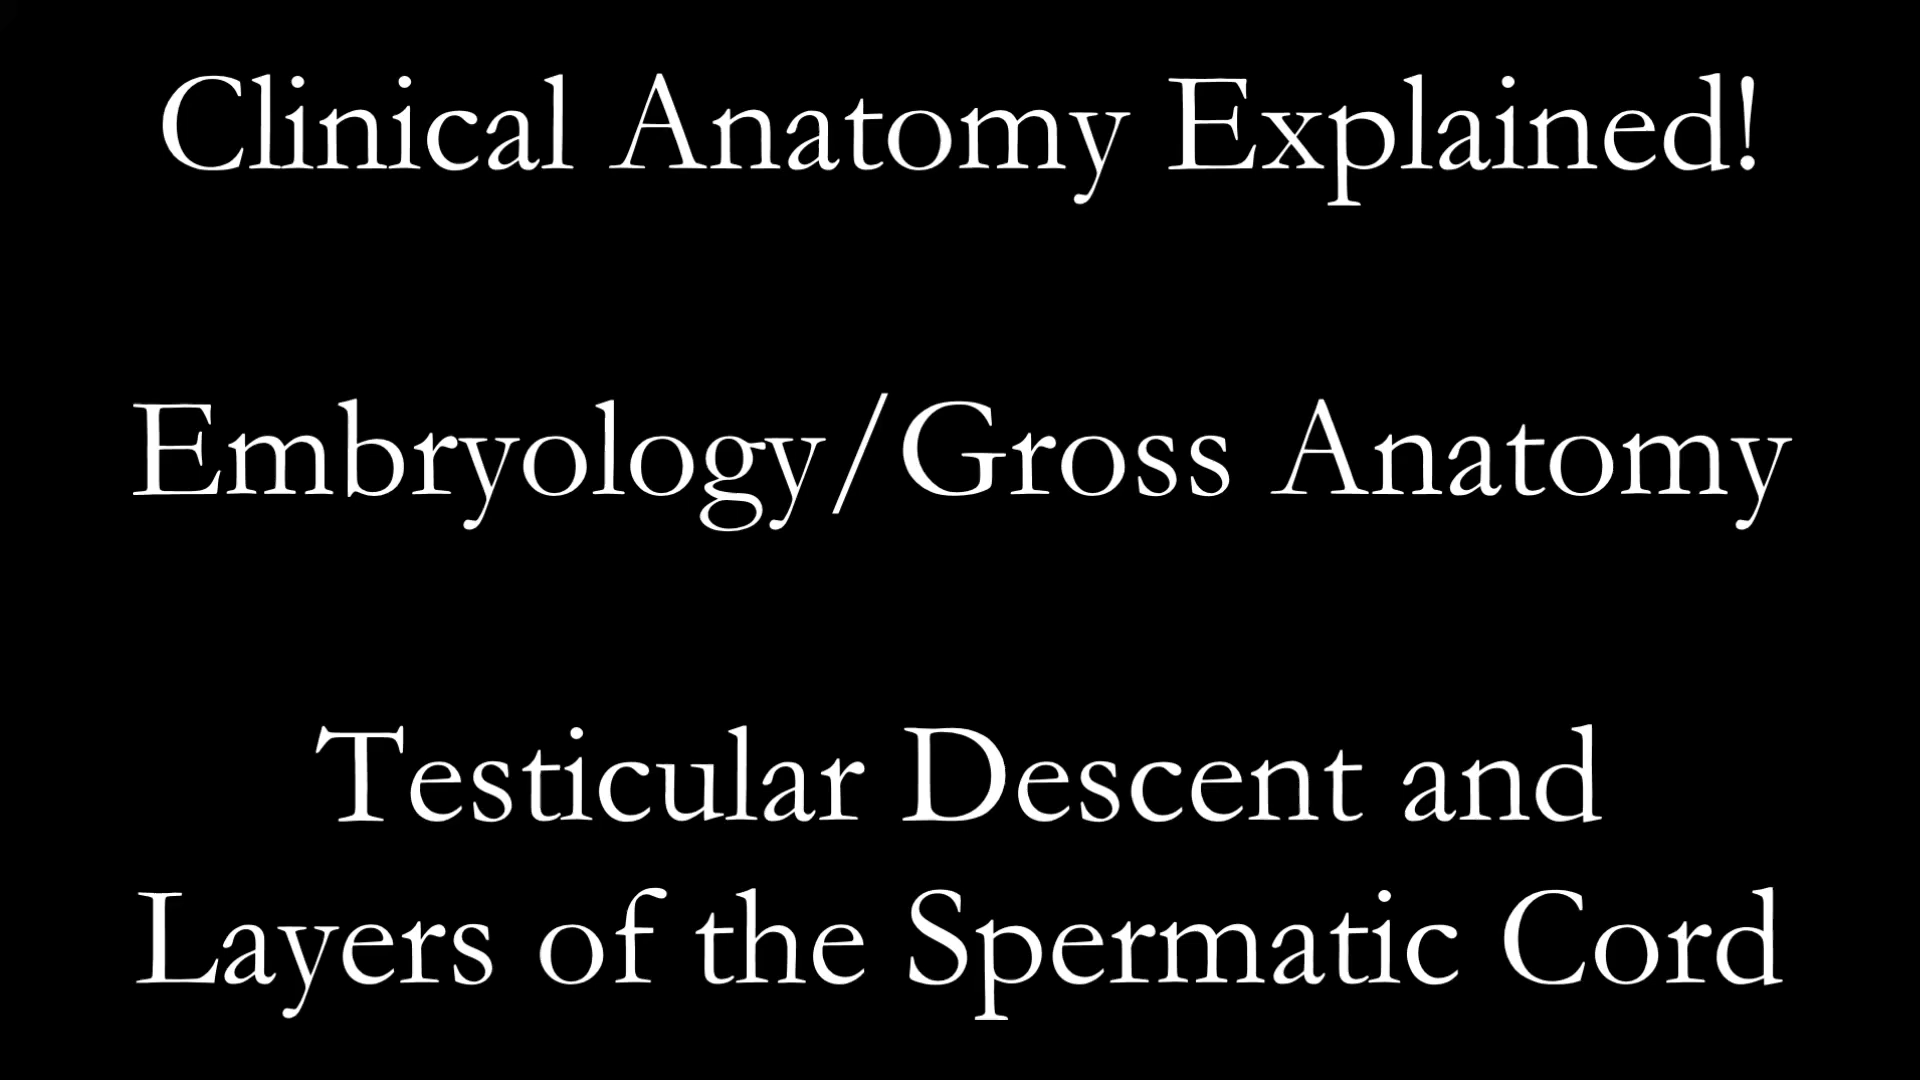 Clinical Anatomy Explained!
Embryology/Gross Anatomy
Testicular Descent and
Layers of the Spermatic Cord